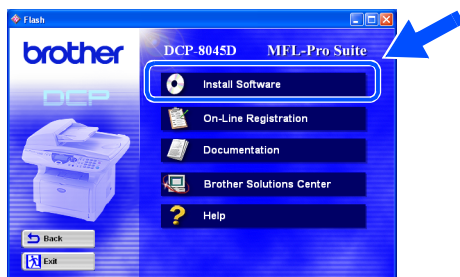 Flash
brother
DCP-8045D MFL-Pro Suite
DCP
Install Software
On-Line Registration
Documentation
Brother Solutions Center
Help
Back
Exit